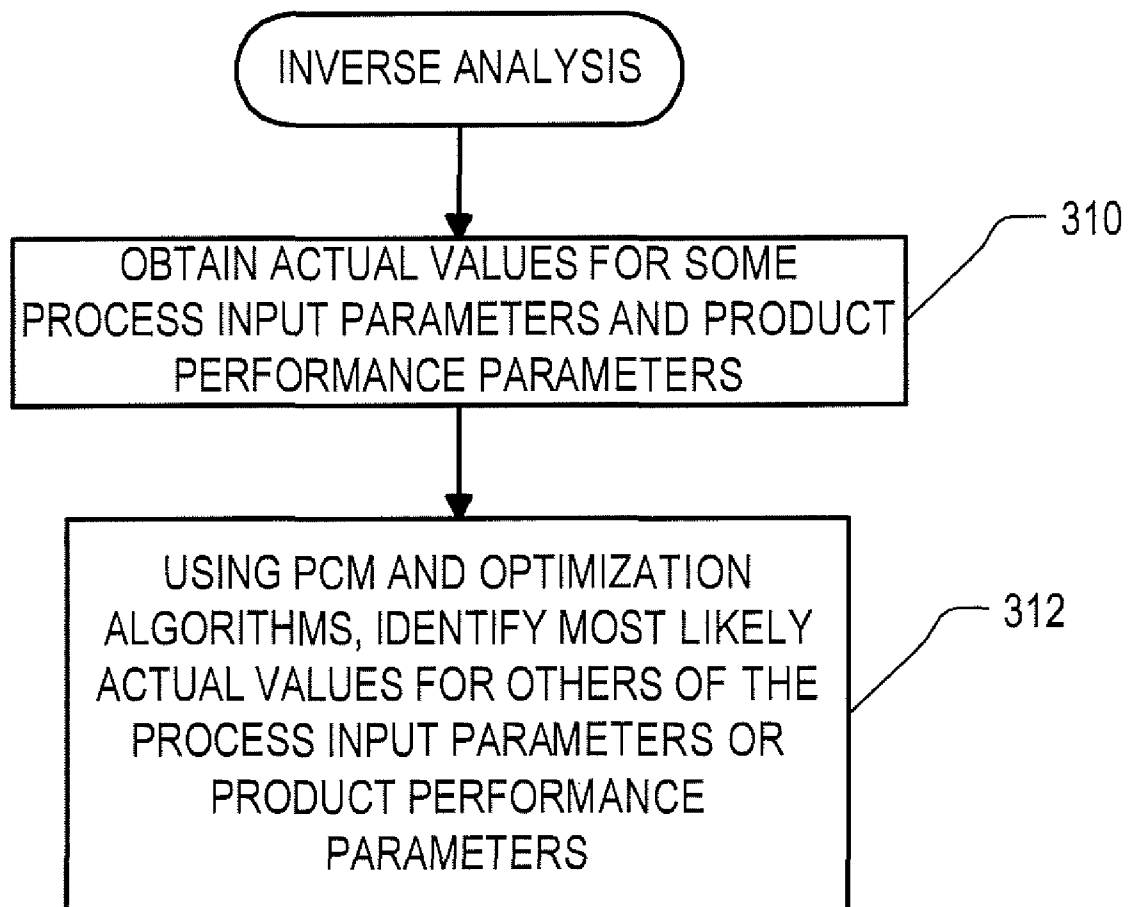 INVERSE ANALYSIS
310
OBTAIN ACTUAL VALUES FOR SOME
PROCESS INPUT PARAMETERS AND PRODUCT
PERFORMANCE PARAMETERS
USING PCM AND OPTIMIZATION
ALGORITHMS, IDENTIFY MOST LIKELY
312
ACTUAL VALUES FOR OTHERS OF THE
PROCESS INPUT PARAMETERS OR
PRODUCT PERFORMANCE
PARAMETERS